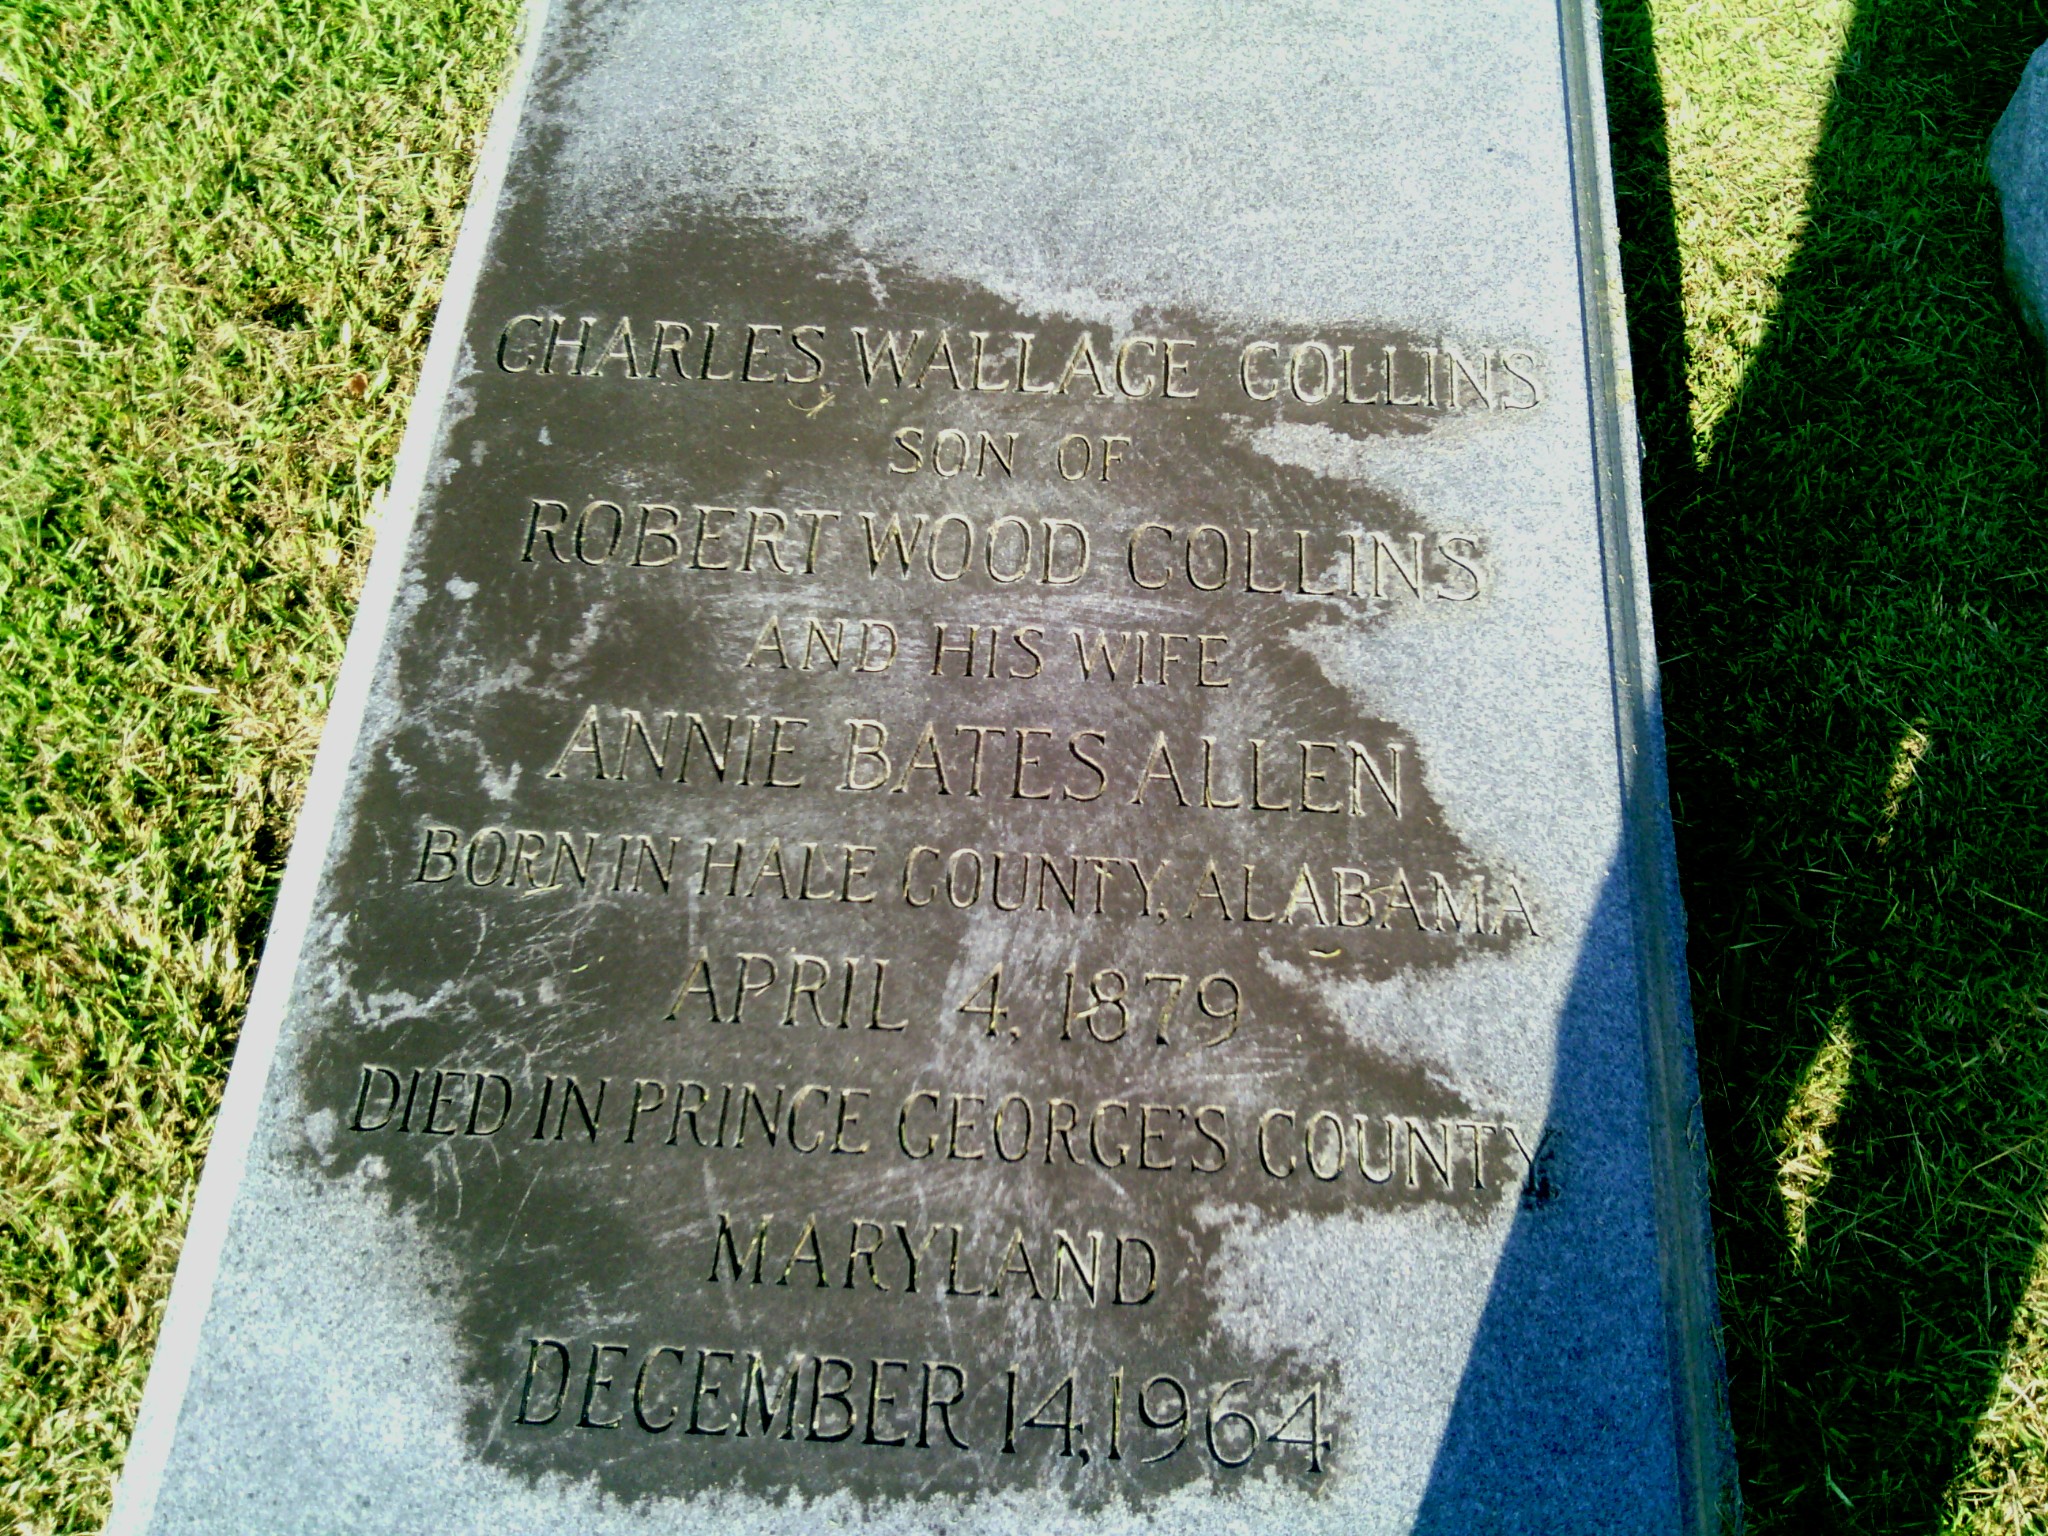 CHARLES WALLACE COLLINS
SON OF
ROBERT WOOD COLLINS
AND HIS WIFE
ANNIE BATES ALLEN
BORN IN HALE COUNTY, ALABAMA
APRIL 4, 1879
DIED IN PRINCE GEORGE'S COUNTY,
MARYLAND
DECEMBER 14, 1964